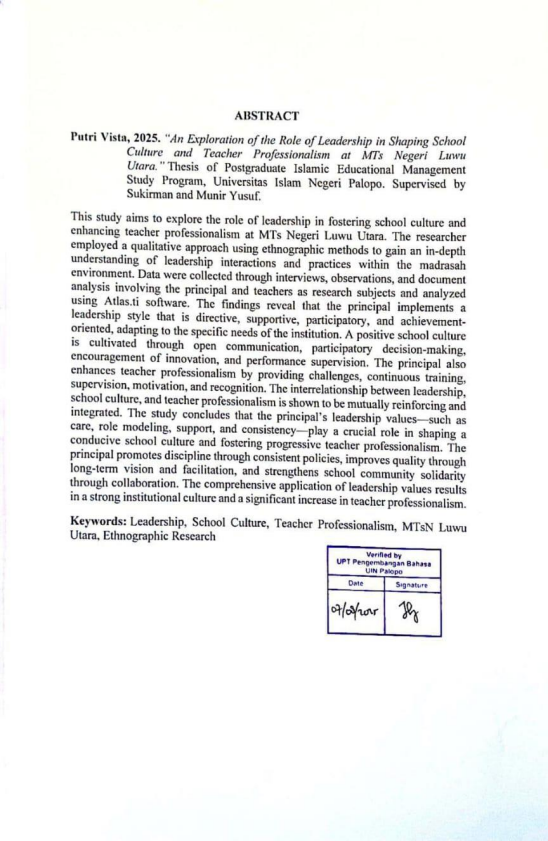 ABSTRACT
Putri Vista, 2025. "An Exploration of the Role of Leadership in Shaping School
Culture and Teacher Professionalism at MTs Negeri Luwu
Utara." Thesis of Postgraduate Islamic Educational Management
Study Program, Universitas Islam Negeri Palopo. Supervised by
Sukirman and Munir Yusuf.
This study aims to explore the role of leadership in fostering school culture and
enhancing teacher professionalism at MTs Negeri Luwu Utara. The researcher
employed a qualitative approach using ethnographic methods to gain an in-depth
understanding of leadership interactions and practices within the madrasah
environment. Data were collected through interviews, observations, and document
analysis involving the principal and teachers as research subjects and analyzed
using Atlas.ti software. The findings reveal that the principal implements a
leadership style that is directive, supportive, participatory, and achievement-
oriented, adapting to the specific needs of the institution. A positive school culture
is cultivated through open communication, participatory decision-making,
encouragement of innovation, and performance supervision. The principal also
enhances teacher professionalism by providing challenges, continuous training,
supervision, motivation, and recognition. The interrelationship between leadership,
school culture, and teacher professionalism is shown to be mutually reinforcing and
integrated. The study concludes that the principal's leadership values—such as
care, role modeling, support, and consistency—play a crucial role in shaping a
conducive school culture and fostering progressive teacher professionalism. The
principal promotes discipline through consistent policies, improves quality through
long-term vision and facilitation, and strengthens school community solidarity
through collaboration. The comprehensive application of leadership values results
in a strong institutional culture and a significant increase in teacher professionalism.
Keywords: Leadership, School Culture, Teacher Professionalism, MTsN Luwu
Utara, Ethnographic Research
Verified by
UPT Pengembangan Bahasa
UIN Palopo
Date Signature